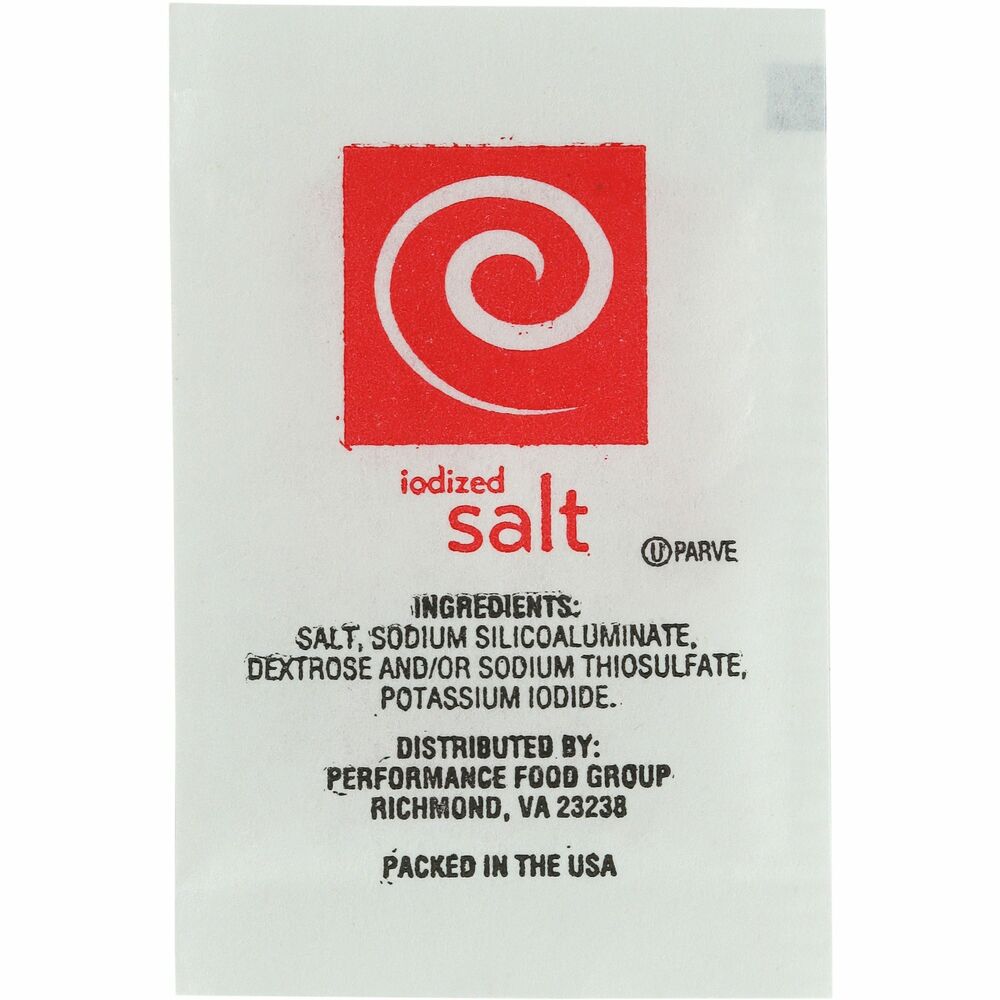 iodized
salt
Ⓤ PARVE
INGREDIENTS:
SALT, SODIUM SILICOALUMINATE,
DEXTROSE AND/OR SODIUM THIOSULFATE,
POTASSIUM IODIDE.
DISTRIBUTED BY:
PERFORMANCE FOOD GROUP
RICHMOND, VA 23238
PACKED IN THE USA